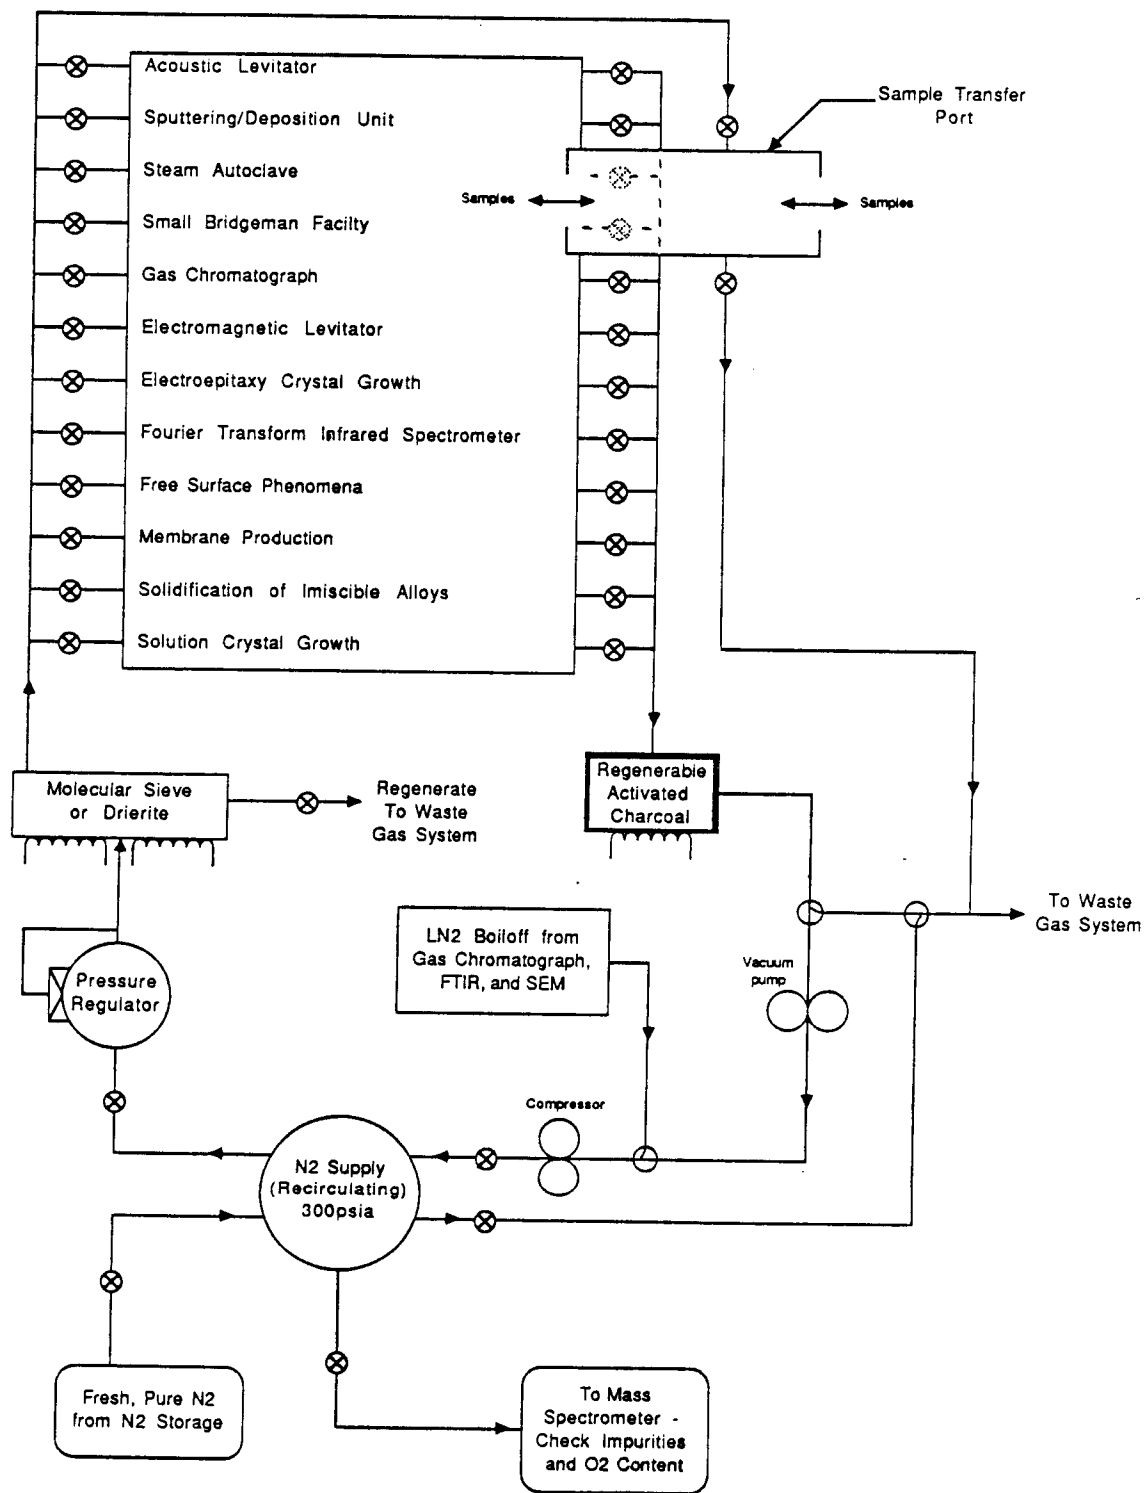 Acoustic Levitator
Sputtering/Deposition Unit
Steam Autoclave
Small Bridgeman Facilty
Gas Chromatograph
Electromagnetic Levitator
Electroepitaxy Crystal Growth
Fourier Transform Infrared Spectrometer
Free Surface Phenomena
Membrane Production
Solidification of Imiscible Alloys
Solution Crystal Growth
Sample Transfer
Port
Samples
Samples
Molecular Sieve
or Drierite
Regenerate
To Waste
Gas System
Regenerable
Activated
Charcoal
LN2 Boiloff from
Gas Chromatograph,
FTIR, and SEM
To Waste
Gas System
Vacuum
pump
Pressure
Regulator
Compressor
N2 Supply
(Recirculating)
300psia
Fresh, Pure N2
from N2 Storage
To Mass
Spectrometer -
Check Impurities
and O2 Content